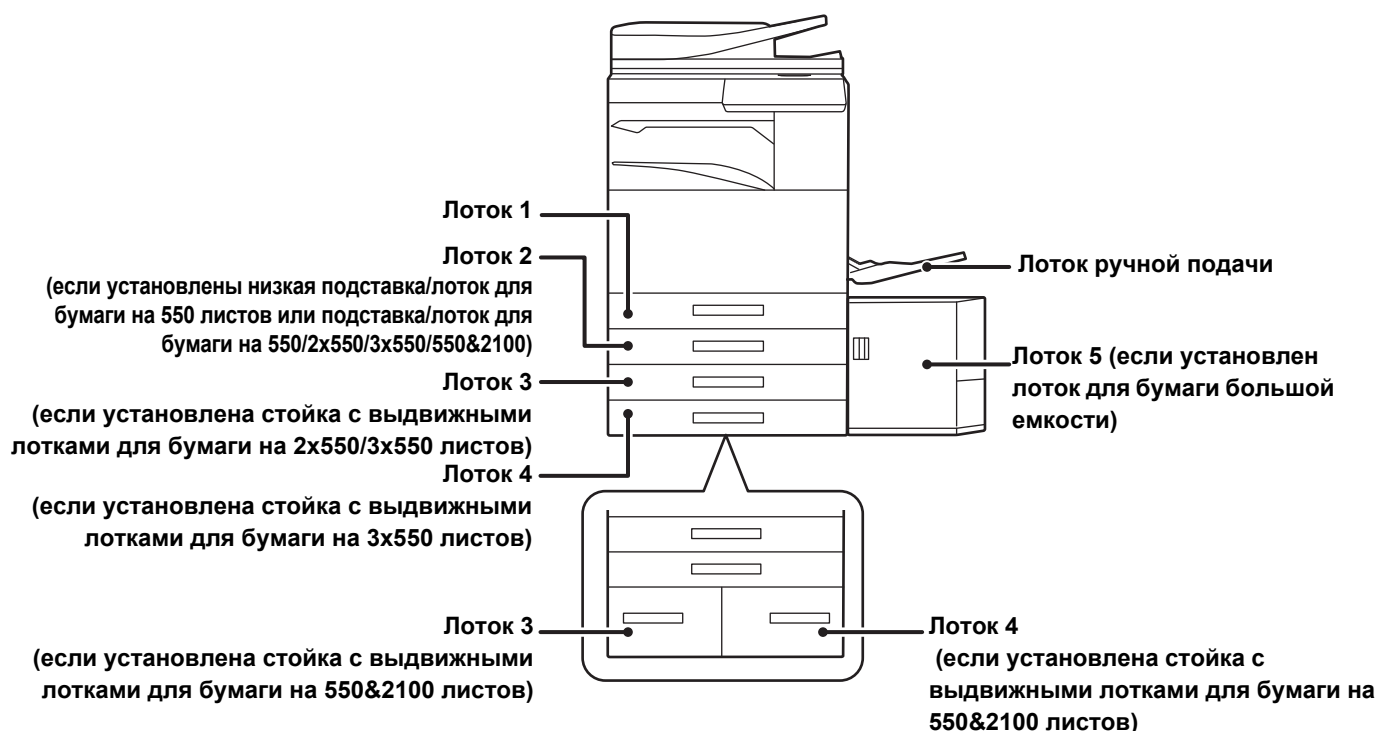 Лоток 1
Лоток 2
(если установлены низкая подставка/лоток для
бумаги на 550 листов или подставка/лоток для
бумаги на 550/2x550/3x550/550&2100)
Лоток 3
(если установлена стойка с выдвижными
лотками для бумаги на 2x550/3x550 листов)
Лоток 4
(если установлена стойка с выдвижными
лотками для бумаги на 3x550 листов)
Лоток ручной подачи
Лоток 5 (если установлен
лоток для бумаги большой
емкости)
Лоток 3
(если установлена стойка с выдвижными
лотками для бумаги на 550&2100 листов)
Лоток 4
(если установлена стойка с
выдвижными лотками для бумаги на
550&2100 листов)